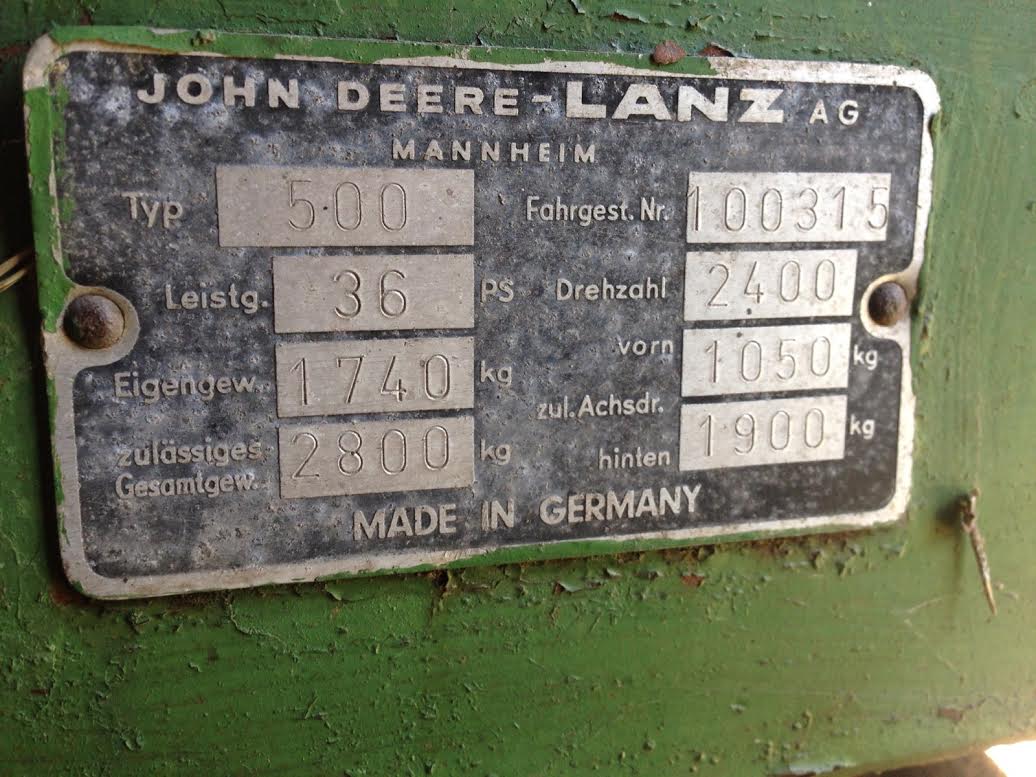 JOHN DEERE-LANZ AG
MANNHEIM
Typ 500 Fahrgest. Nr. 100315
Leistg. 36 PS Drehzahl 2400
Eigengew. 1740 kg vorn 1050 kg
zul. Achsdr.
zulässiges Gesamtgew. 2800 kg hinten 1900 kg
MADE IN GERMANY